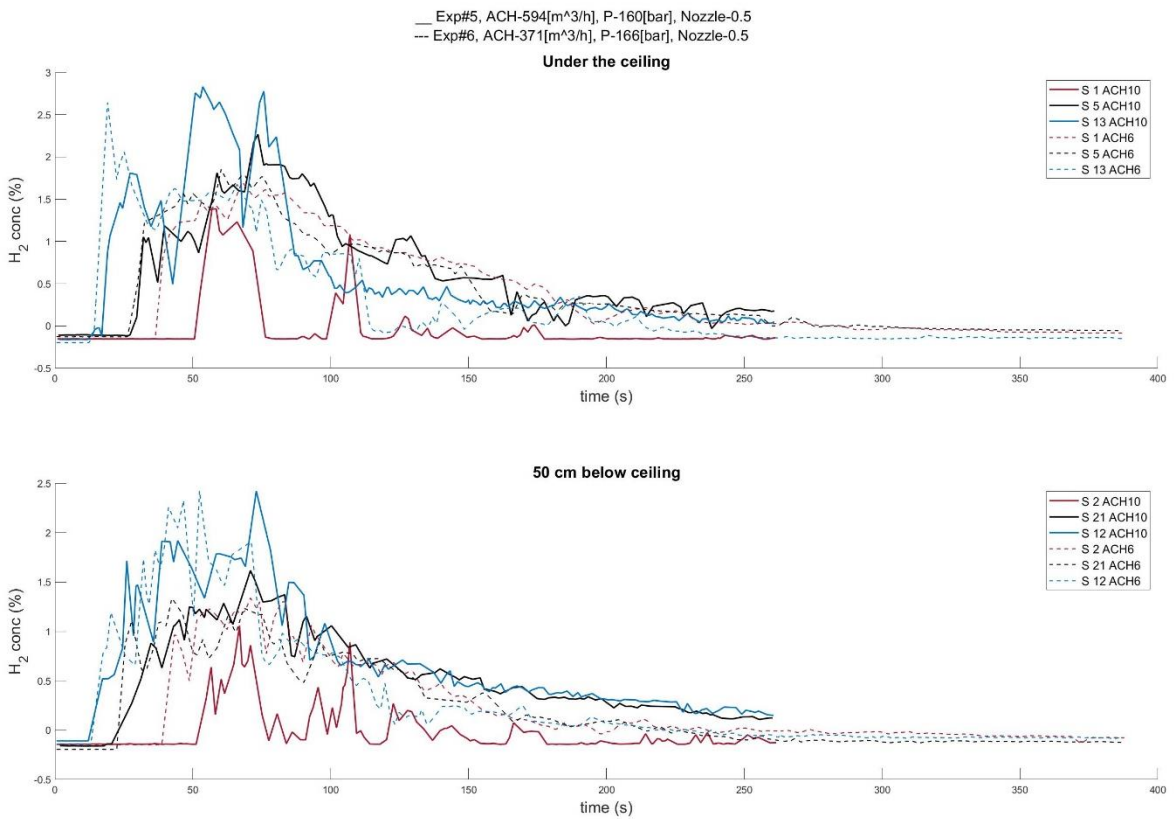 __ Exp#5, ACH-594[m^3/h], P-160[bar], Nozzle-0.5
--- Exp#6, ACH-371[m^3/h], P-166[bar], Nozzle-0.5
Under the ceiling
3
2.5
2
1.5
1
0.5
0
-0.5
H2 conc (%)
S 1 ACH10
S 5 ACH10
S 13 ACH10
S 1 ACH6
S 5 ACH6
S 13 ACH6
0 50 100 150 200 250 300 350 400
time (s)
50 cm below ceiling
2.5
2
1.5
1
0.5
0
-0.5
H2 conc (%)
S 2 ACH10
S 21 ACH10
S 12 ACH10
S 2 ACH6
S 21 ACH6
S 12 ACH6
0 50 100 150 200 250 300 350 400
time (s)